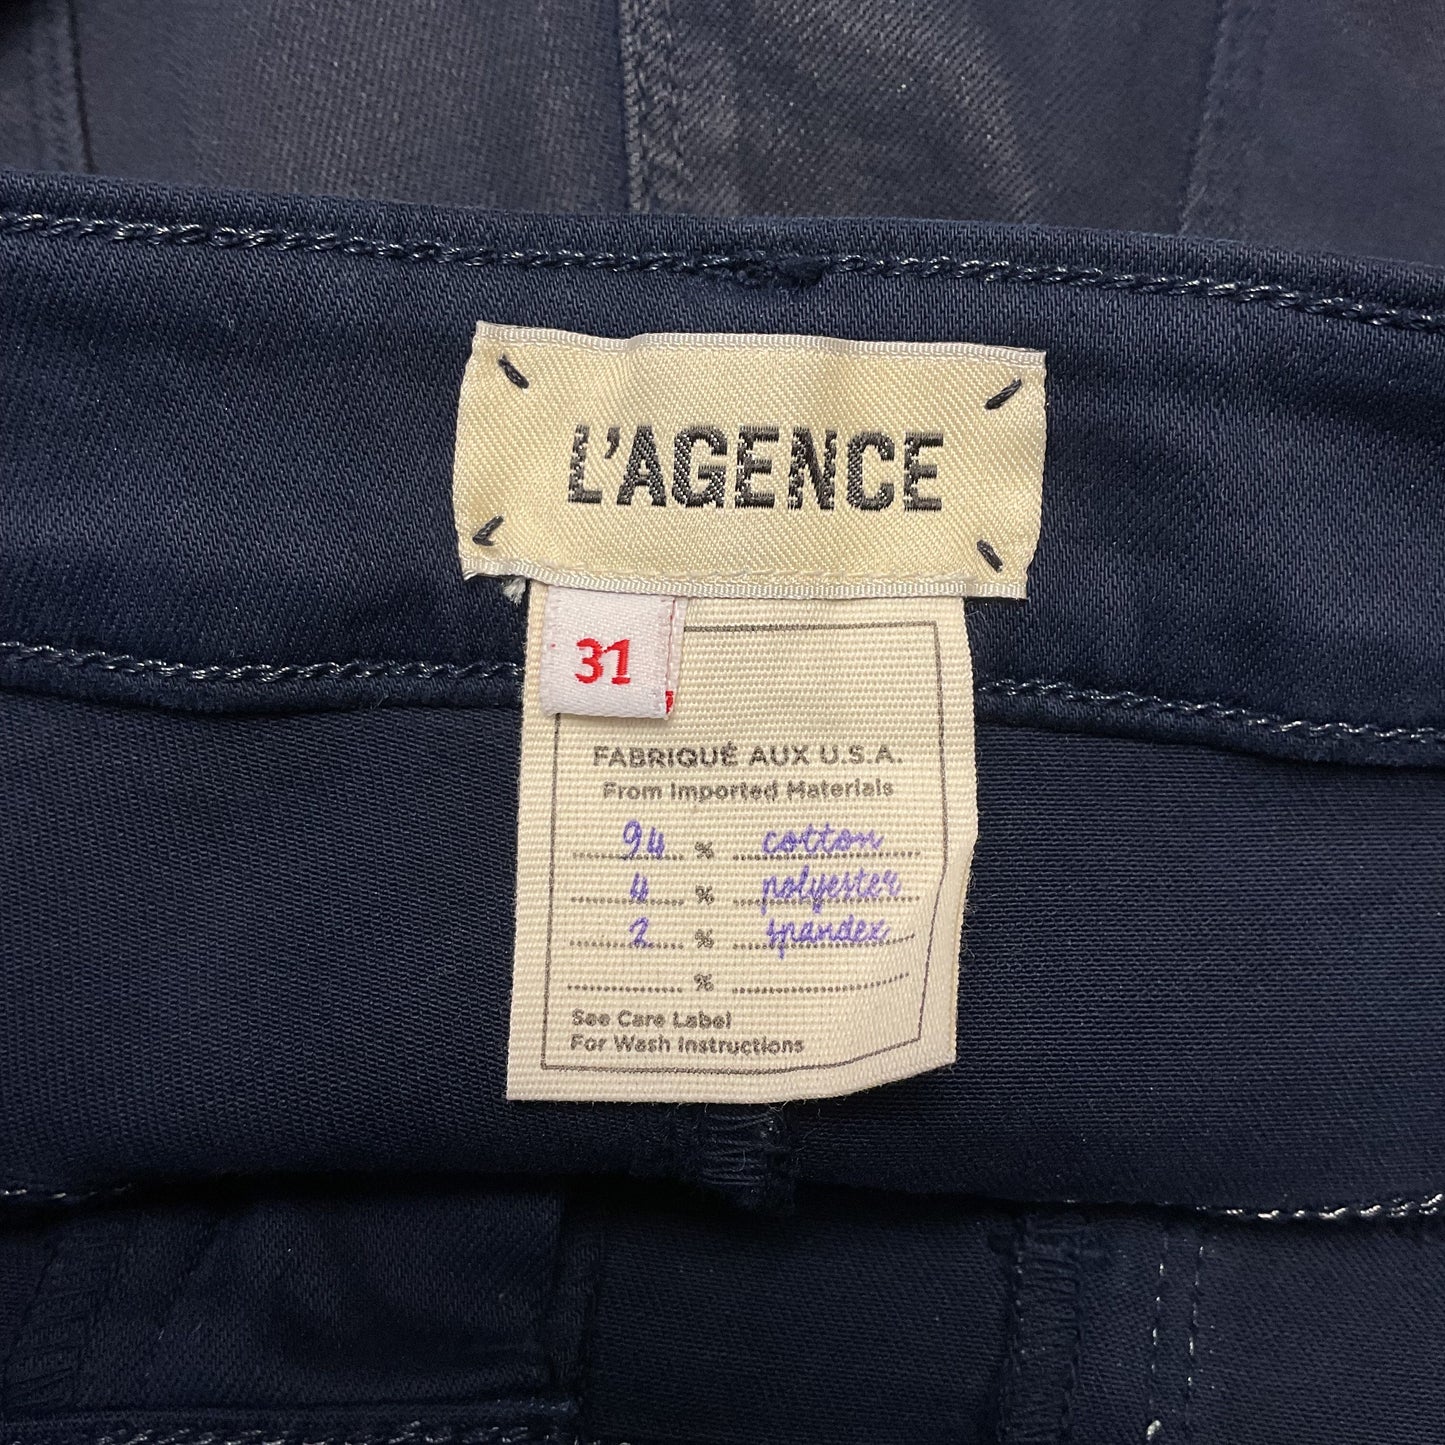 L'AGENCE
31
FABRIQUÉ AUX U.S.A.
From Imported Materials
94 % cotton
4 % polyester
2 % spandex
%
See Care Label
For Wash Instructions